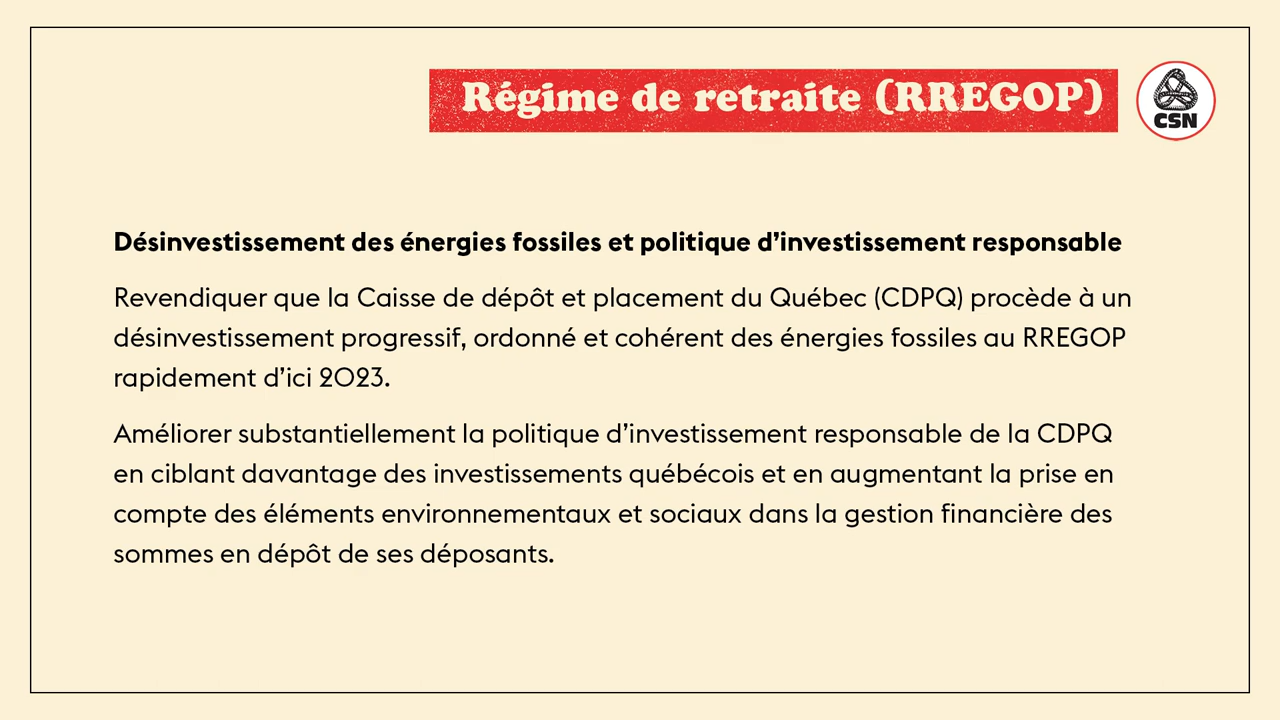 Régime de retraite (RREGOP)
CSN
Désinvestissement des énergies fossiles et politique d’investissement responsable
Revendiquer que la Caisse de dépôt et placement du Québec (CDPQ) procède à un
désinvestissement progressif, ordonné et cohérent des énergies fossiles au RREGOP
rapidement d’ici 2023.
Améliorer substantiellement la politique d’investissement responsable de la CDPQ
en ciblant davantage des investissements québécois et en augmentant la prise en
compte des éléments environnementaux et sociaux dans la gestion financière des
sommes en dépôt de ses déposants.